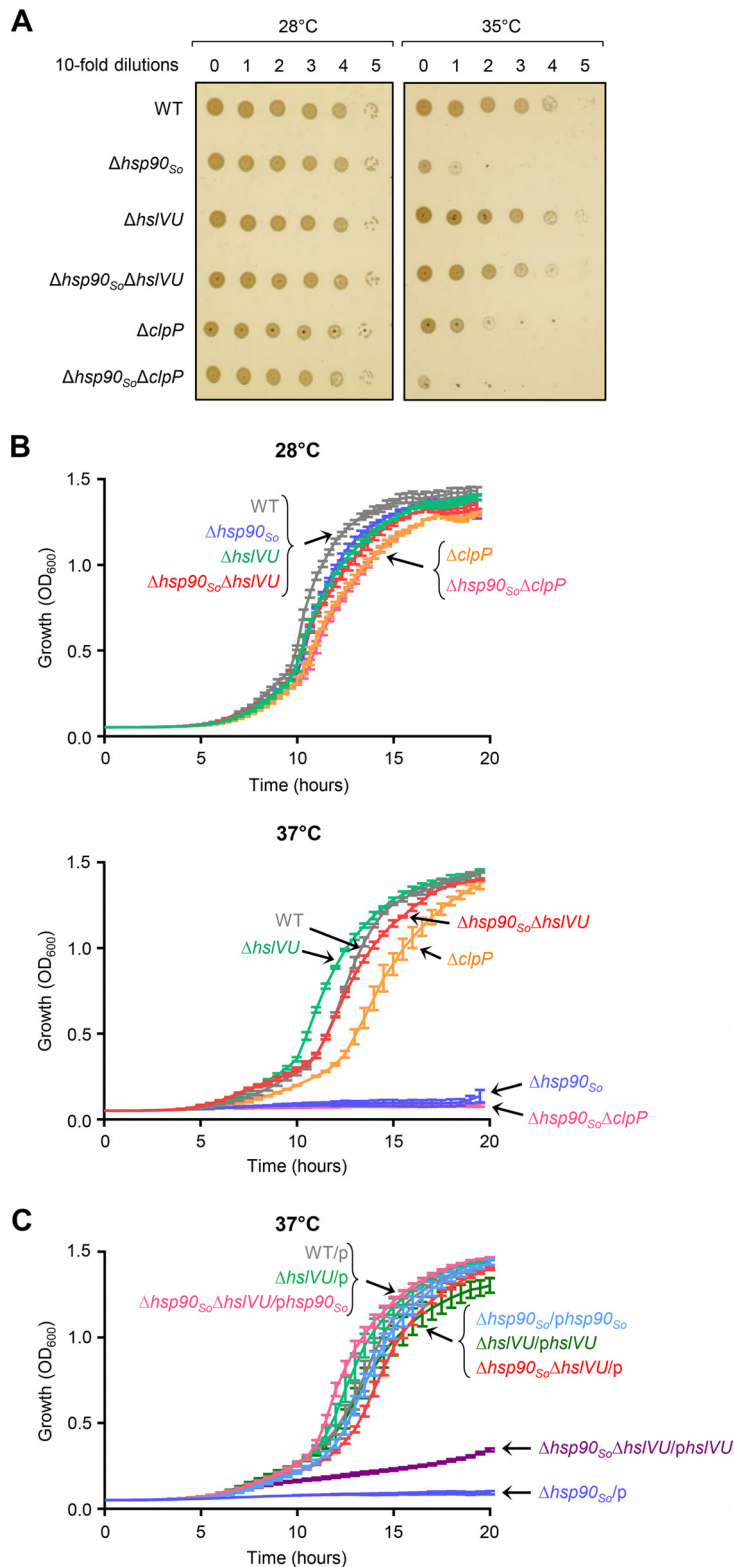 A
28°C 35°C
10-fold dilutions 0 1 2 3 4 5 0 1 2 3 4 5
WT
Δhsp90So
ΔhslVU
Δhsp90SoΔhslVU
ΔclpP
Δhsp90SoΔclpP
B
28°C
1.5
1.0
0.5
0.0
Growth (OD600)
WT
Δhsp90So
ΔhslVU
Δhsp90SoΔhslVU
ΔclpP
Δhsp90SoΔclpP
0 5 10 15 20
Time (hours)
37°C
1.5
1.0
0.5
0.0
Growth (OD600)
WT
ΔhslVU
Δhsp90SoΔhslVU
ΔclpP
Δhsp90So
Δhsp90SoΔclpP
0 5 10 15 20
Time (hours)
C
37°C
1.5
1.0
0.5
0.0
Growth (OD600)
WT/p
ΔhslVU/p
Δhsp90SoΔhslVU/phsp90So
Δhsp90So/phsp90So
ΔhslVU/phslVU
Δhsp90SoΔhslVU/p
Δhsp90SoΔhslVU/phslVU
Δhsp90So/p
0 5 10 15 20
Time (hours)